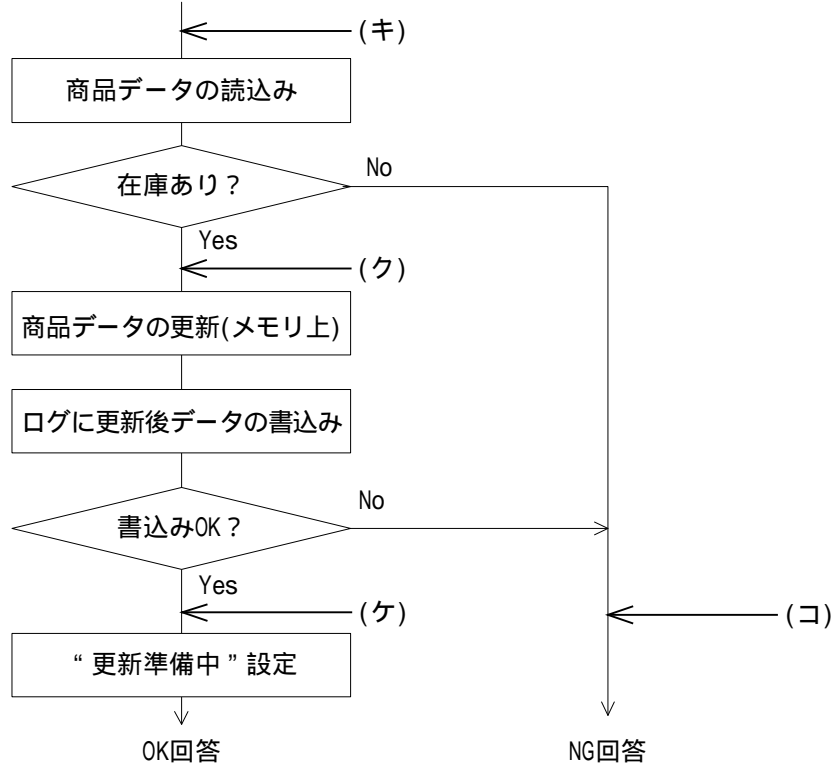 (キ)
商品データの読込み
在庫あり？
No
Yes
(ク)
商品データの更新(メモリ上)
ログに更新後データの書込み
書込みOK？
No
Yes
(ケ)
(コ)
“更新準備中”設定
OK回答
NG回答